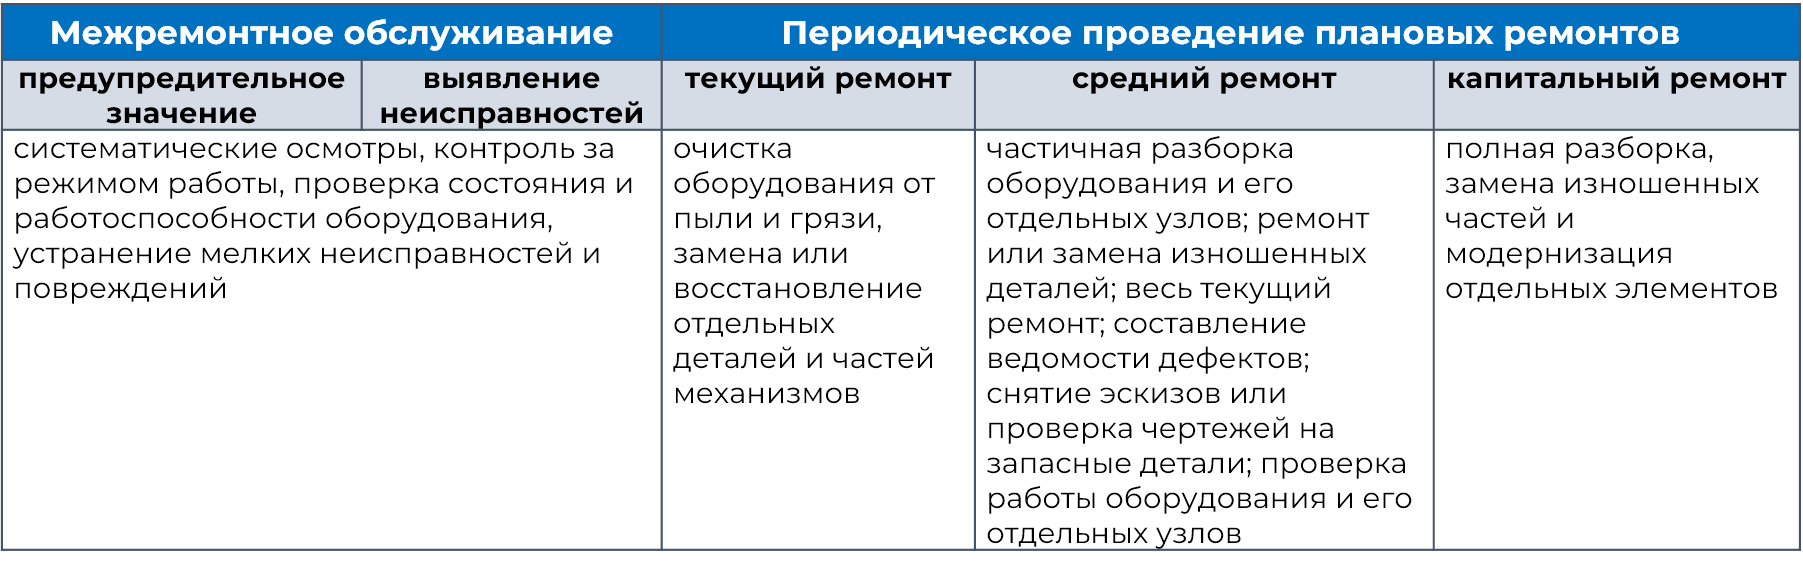 Межремонтное обслуживание
Периодическое проведение плановых ремонтов
предупредительное
значение
выявление
неисправностей
текущий ремонт
средний ремонт
капитальный ремонт
систематические осмотры, контроль за
режимом работы, проверка состояния и
работоспособности оборудования,
устранение мелких неисправностей и
повреждений
очистка
оборудования от
пыли и грязи,
замена или
восстановление
отдельных
деталей и частей
механизмов
частичная разборка
оборудования и его
отдельных узлов; ремонт
или замена изношенных
деталей; весь текущий
ремонт; составление
ведомости дефектов;
снятие эскизов или
проверка чертежей на
запасные детали; проверка
работы оборудования и его
отдельных узлов
полная разборка,
замена изношенных
частей и
модернизация
отдельных элементов